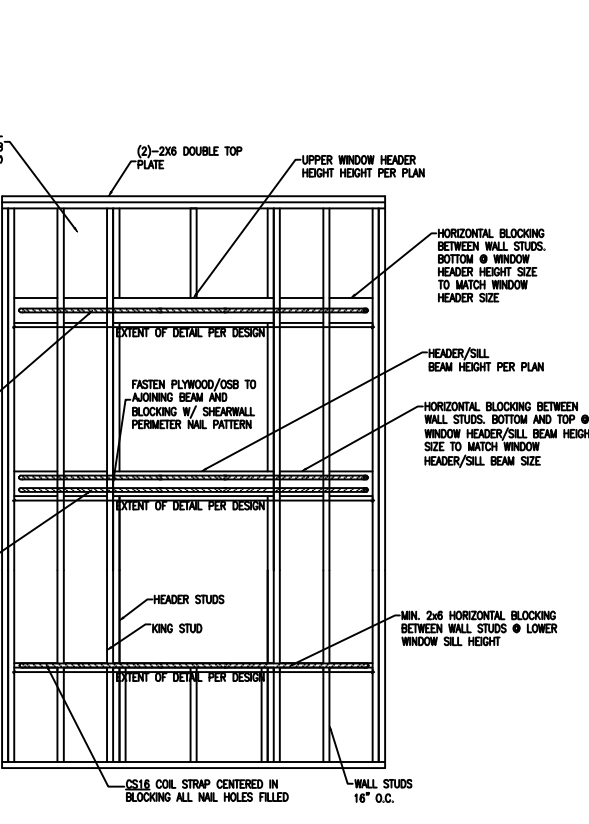 (2)-2X6 DOUBLE TOP
PLATE
UPPER WINDOW HEADER
HEIGHT HEIGHT PER PLAN
HORIZONTAL BLOCKING
BETWEEN WALL STUDS.
BOTTOM @ WINDOW
HEADER HEIGHT SIZE
TO MATCH WINDOW
HEADER SIZE
EXTENT OF DETAIL PER DESIGN
HEADER/SILL
BEAM HEIGHT PER PLAN
FASTEN PLYWOOD/OSB TO
AJOINING BEAM AND
BLOCKING W/ SHEARWALL
PERIMETER NAIL PATTERN
HORIZONTAL BLOCKING BETWEEN
WALL STUDS. BOTTOM AND TOP @
WINDOW HEADER/SILL BEAM HEIGH
SIZE TO MATCH WINDOW
HEADER/SILL BEAM SIZE
EXTENT OF DETAIL PER DESIGN
HEADER STUDS
KING STUD
MIN. 2x6 HORIZONTAL BLOCKING
BETWEEN WALL STUDS @ LOWER
WINDOW SILL HEIGHT
EXTENT OF DETAIL PER DESIGN
CS16 COIL STRAP CENTERED IN
BLOCKING ALL NAIL HOLES FILLED
WALL STUDS
16" O.C.